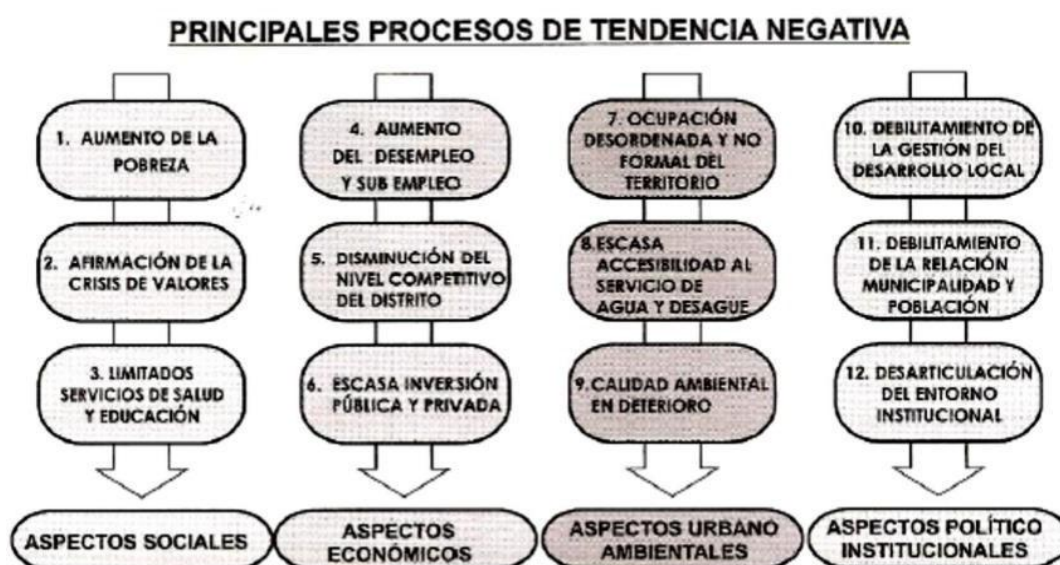 PRINCIPALES PROCESOS DE TENDENCIA NEGATIVA
1. AUMENTO DE LA
POBREZA
2. AFIRMACIÓN DE LA
CRISIS DE VALORES
3. LIMITADOS
SERVICIOS DE SALUD
Y EDUCACIÓN
ASPECTOS SOCIALES
4. AUMENTO
DEL DESEMPLEO
Y SUB EMPLEO
5. DISMINUCIÓN DEL
NIVEL COMPETITIVO
DEL DISTRITO
6. ESCASA INVERSIÓN
PÚBLICA Y PRIVADA
ASPECTOS
ECONÓMICOS
7. OCUPACIÓN
DESORDENADA Y NO
FORMAL DEL
TERRITORIO
8. ESCASA
ACCESIBILIDAD AL
SERVICIO DE
AGUA Y DESAGUE
9. CALIDAD AMBIENTAL
EN DETERIORO
ASPECTOS URBANO
AMBIENTALES
10. DEBILITAMIENTO DE
LA GESTIÓN DEL
DESARROLLO LOCAL
11. DEBILITAMIENTO
DE LA RELACIÓN
MUNICIPALIDAD Y
POBLACIÓN
12. DESARTICULACIÓN
DEL ENTORNO
INSTITUCIONAL
ASPECTOS POLÍTICO
INSTITUCIONALES